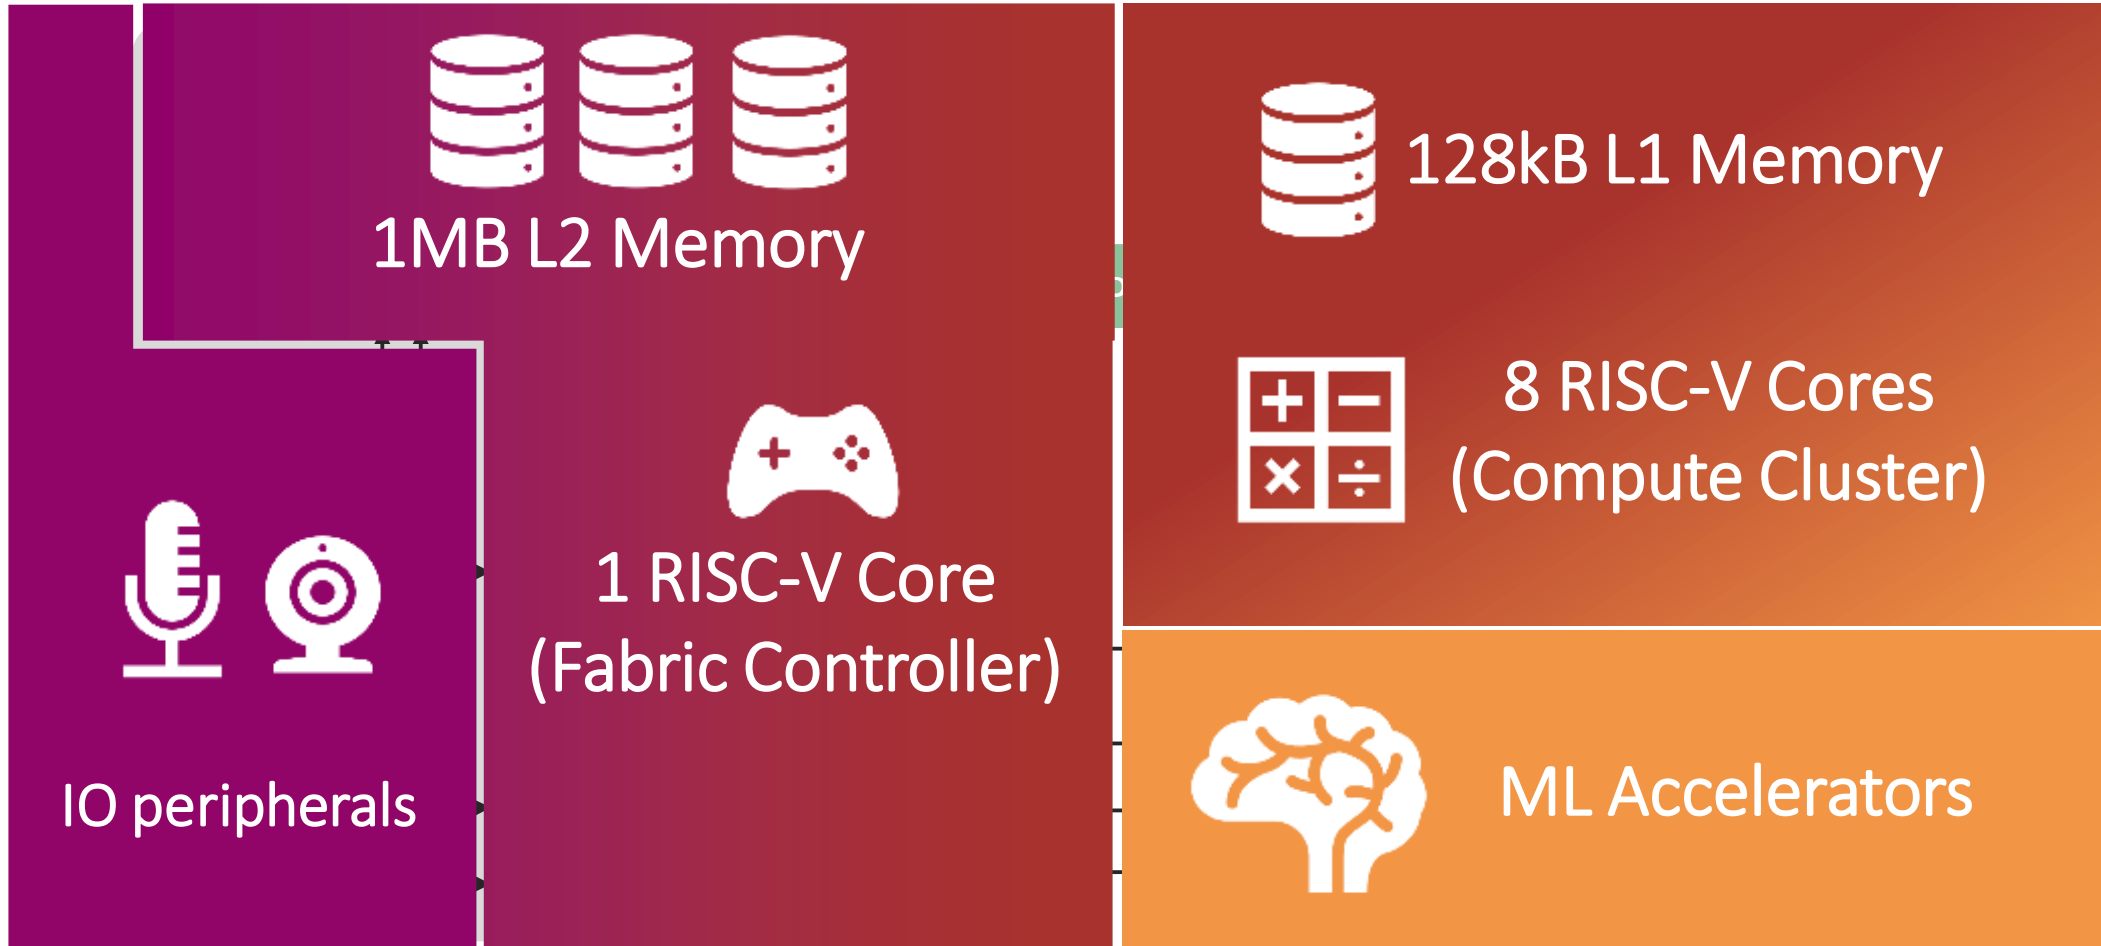 1MB L2 Memory
1 RISC-V Core
(Fabric Controller)
IO peripherals
128kB L1 Memory
8 RISC-V Cores
(Compute Cluster)
ML Accelerators